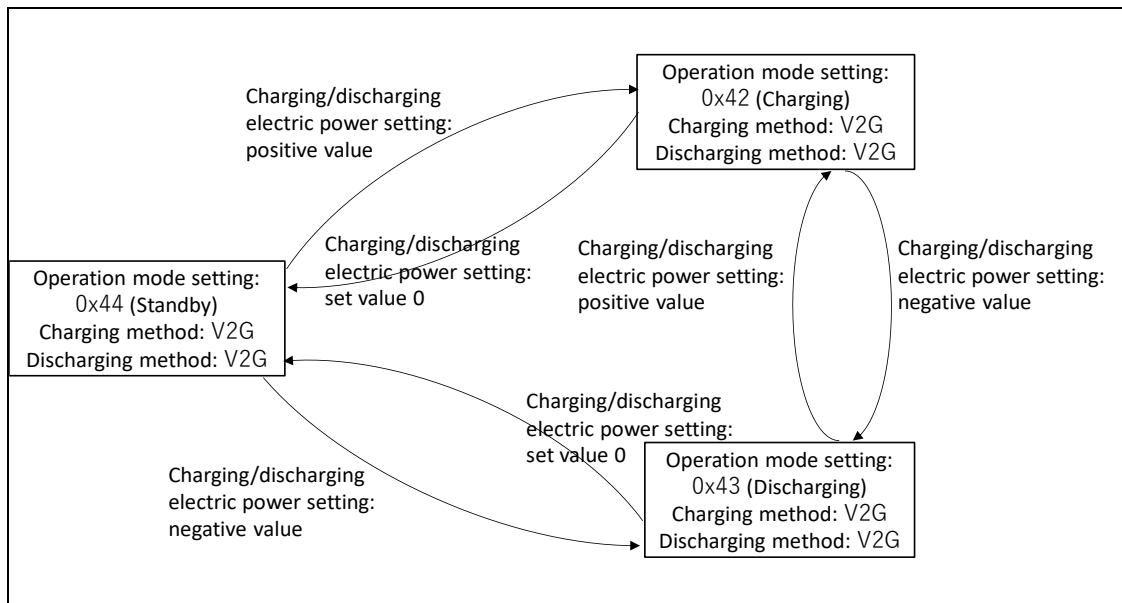 Operation mode setting:
0x42 (Charging)
Charging method: V2G
Discharging method: V2G
Charging/discharging
electric power setting:
positive value
Charging/discharging
electric power setting:
set value 0
Charging/discharging
electric power setting:
positive value
Charging/discharging
electric power setting:
negative value
Operation mode setting:
0x44 (Standby)
Charging method: V2G
Discharging method: V2G
Charging/discharging
electric power setting:
set value 0
Charging/discharging
electric power setting:
negative value
Operation mode setting:
0x43 (Discharging)
Charging method: V2G
Discharging method: V2G